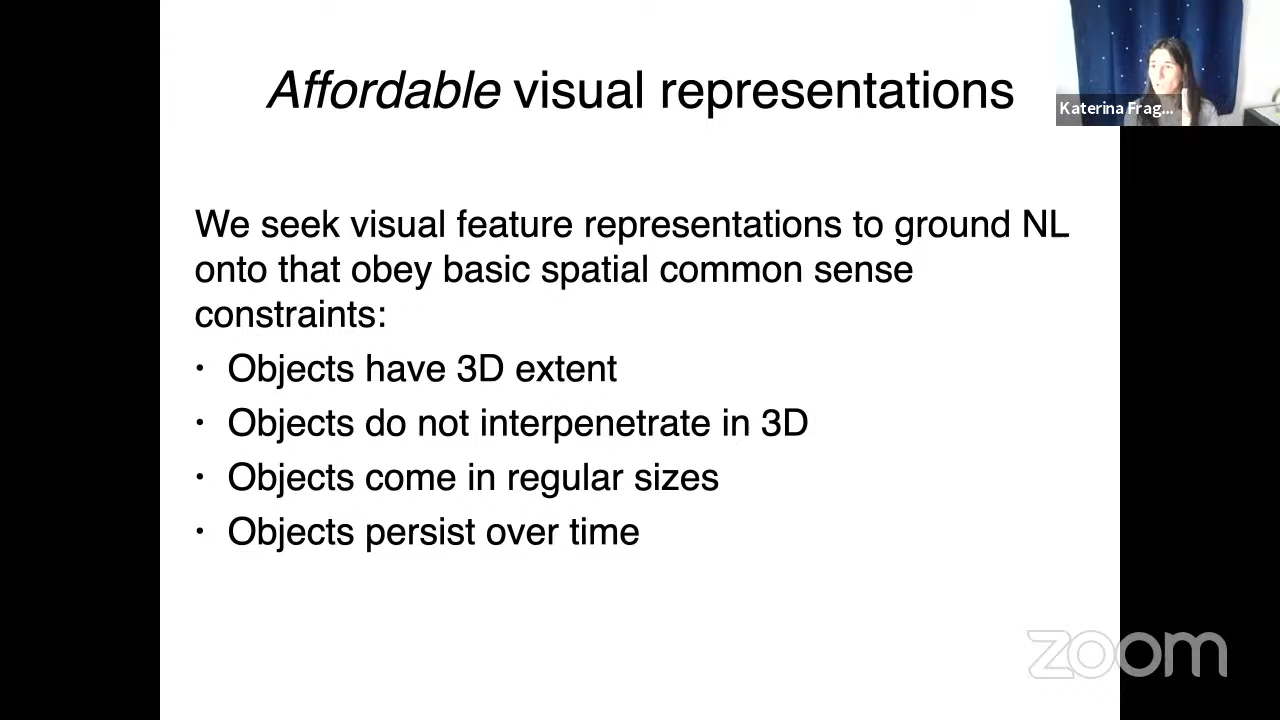 Affordable visual representations
Katerina Frag...
We seek visual feature representations to ground NL
onto that obey basic spatial common sense
constraints:
· Objects have 3D extent
· Objects do not interpenetrate in 3D
· Objects come in regular sizes
· Objects persist over time
zoom